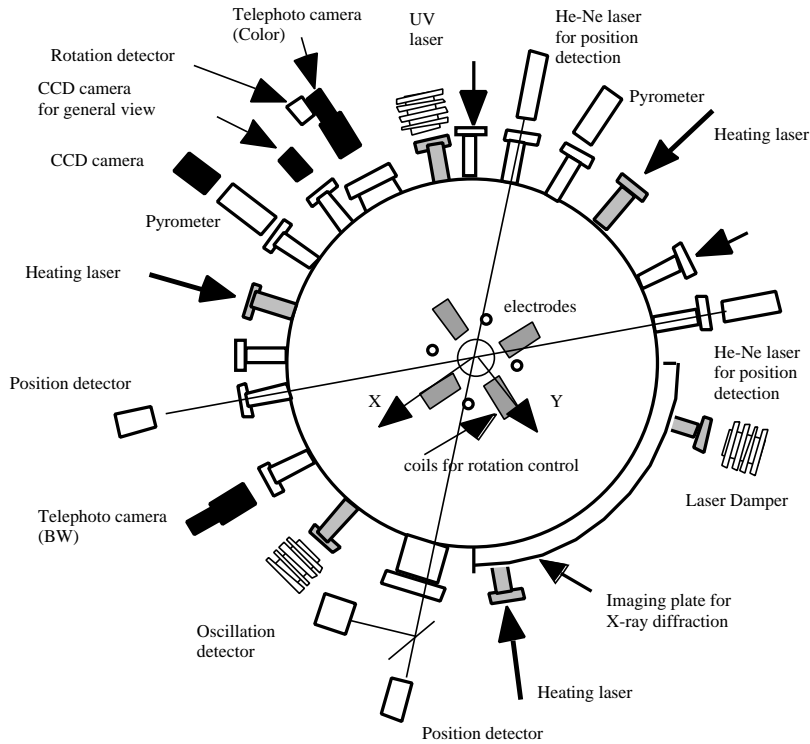 Telephoto camera
(Color)
UV
laser
He-Ne laser
for position
detection
Rotation detector
CCD camera
for general view
Pyrometer
Heating laser
CCD camera
Pyrometer
Heating laser
electrodes
He-Ne laser
for position
detection
Position detector
X
Y
coils for rotation control
Laser Damper
Telephoto camera
(BW)
Imaging plate for
X-ray diffraction
Oscillation
detector
Heating laser
Position detector